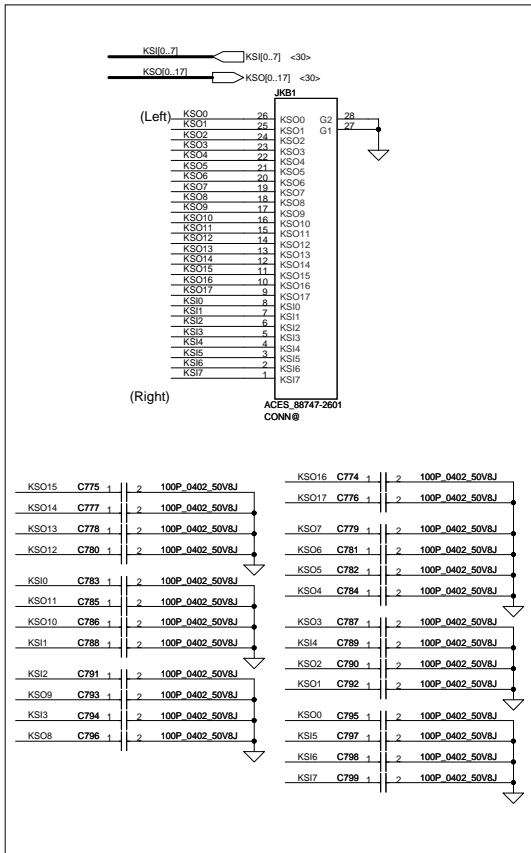 KSI[0..7] KSI[0..7] <30>
KSO[0..17] KSO[0..17] <30>
JKB1
(Left) KSO0 26 KSO0 G2 28
KSO1 25 KSO1 G1 27
KSO2 24 KSO2
KSO3 23 KSO3
KSO4 22 KSO4
KSO5 21 KSO5
KSO6 20 KSO6
KSO7 19 KSO7
KSO8 18 KSO8
KSO9 17 KSO9
KSO10 16 KSO10
KSO11 15 KSO11
KSO12 14 KSO12
KSO13 13 KSO13
KSO14 12 KSO14
KSO15 11 KSO15
KSO16 10 KSO16
KSO17 9 KSO17
KSI0 8 KSI0
KSI1 7 KSI1
KSI2 6 KSI2
KSI3 5 KSI3
KSI4 4 KSI4
KSI5 3 KSI5
KSI6 2 KSI6
KSI7 1 KSI7
(Right)
ACES_88747-2601
CONN@
KSO15 C775 1 2 100P_0402_50V8J
KSO14 C777 1 2 100P_0402_50V8J
KSO13 C778 1 2 100P_0402_50V8J
KSO12 C780 1 2 100P_0402_50V8J
KSI0 C783 1 2 100P_0402_50V8J
KSO11 C785 1 2 100P_0402_50V8J
KSO10 C786 1 2 100P_0402_50V8J
KSI1 C788 1 2 100P_0402_50V8J
KSI2 C791 1 2 100P_0402_50V8J
KSO9 C793 1 2 100P_0402_50V8J
KSI3 C794 1 2 100P_0402_50V8J
KSO8 C796 1 2 100P_0402_50V8J
KSO16 C774 1 2 100P_0402_50V8J
KSO17 C776 1 2 100P_0402_50V8J
KSO7 C779 1 2 100P_0402_50V8J
KSO6 C781 1 2 100P_0402_50V8J
KSO5 C782 1 2 100P_0402_50V8J
KSO4 C784 1 2 100P_0402_50V8J
KSO3 C787 1 2 100P_0402_50V8J
KSI4 C789 1 2 100P_0402_50V8J
KSO2 C790 1 2 100P_0402_50V8J
KSO1 C792 1 2 100P_0402_50V8J
KSO0 C795 1 2 100P_0402_50V8J
KSI5 C797 1 2 100P_0402_50V8J
KSI6 C798 1 2 100P_0402_50V8J
KSI7 C799 1 2 100P_0402_50V8J